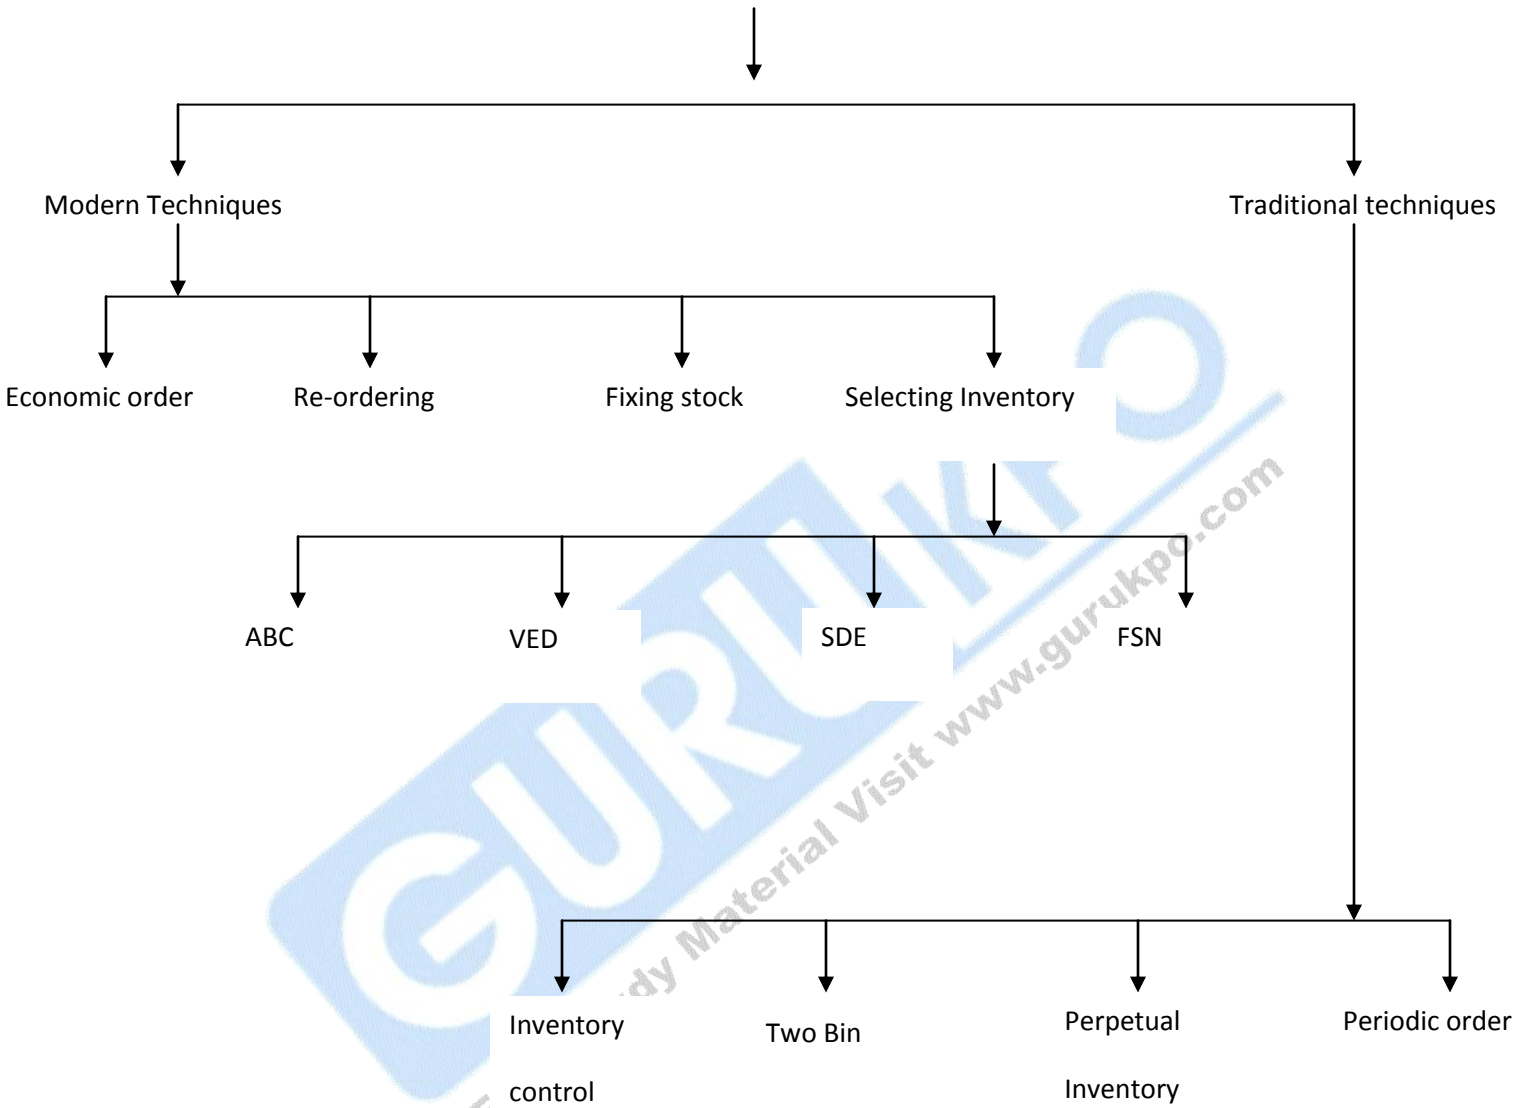 Modern Techniques
Traditional techniques
Economic order
Re-ordering
Fixing stock
Selecting Inventory
ABC
VED
SDE
FSN
Inventory
control
Two Bin
Perpetual
Inventory
Periodic order
GURUKPO
Material Visit www.gurukpo.com